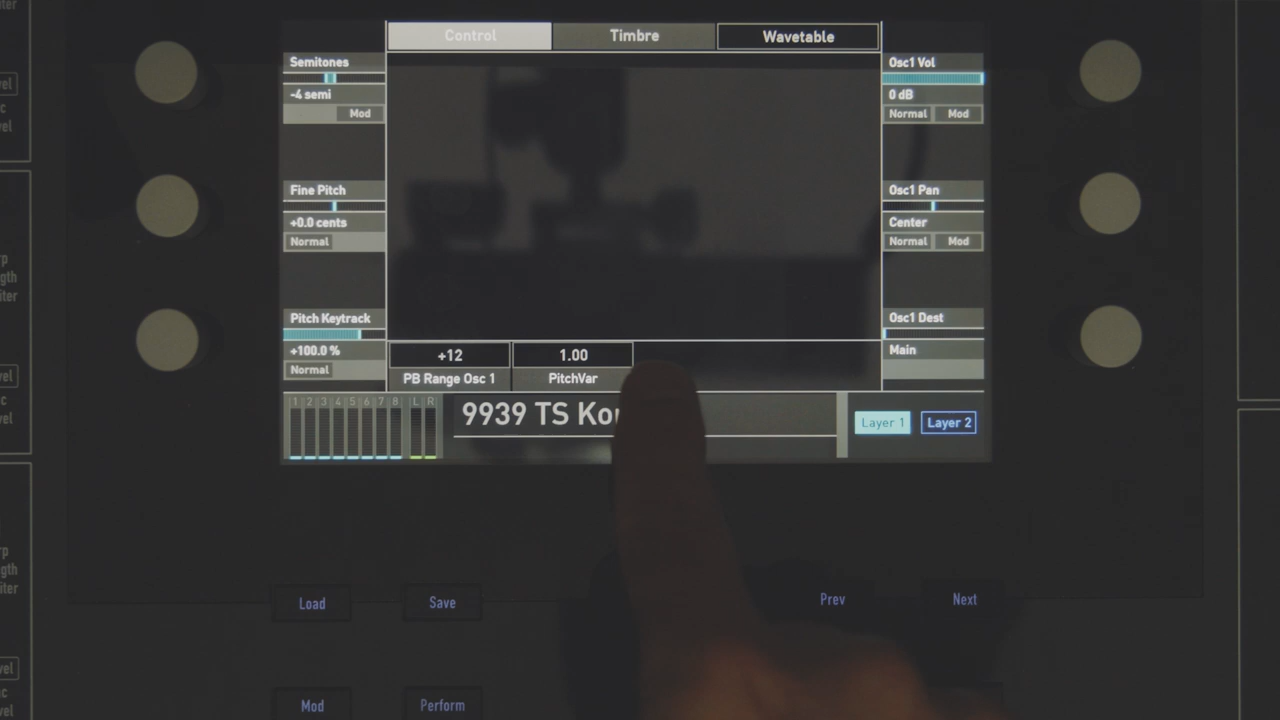 Control
Timbre
Wavetable
Semitones
-4 semi
Mod
Fine Pitch
+0.0 cents
Normal
Pitch Keytrack
+100.0 %
Normal
Osc1 Vol
0 dB
Normal Mod
Osc1 Pan
Center
Normal Mod
Osc1 Dest
Main
+12
PB Range Osc 1
1.00
PitchVar
1 2 3 4 5 6 7 8 L R
9939 TS
Layer 1
Layer 2
Load
Save
Prev
Next
Mod
Perform